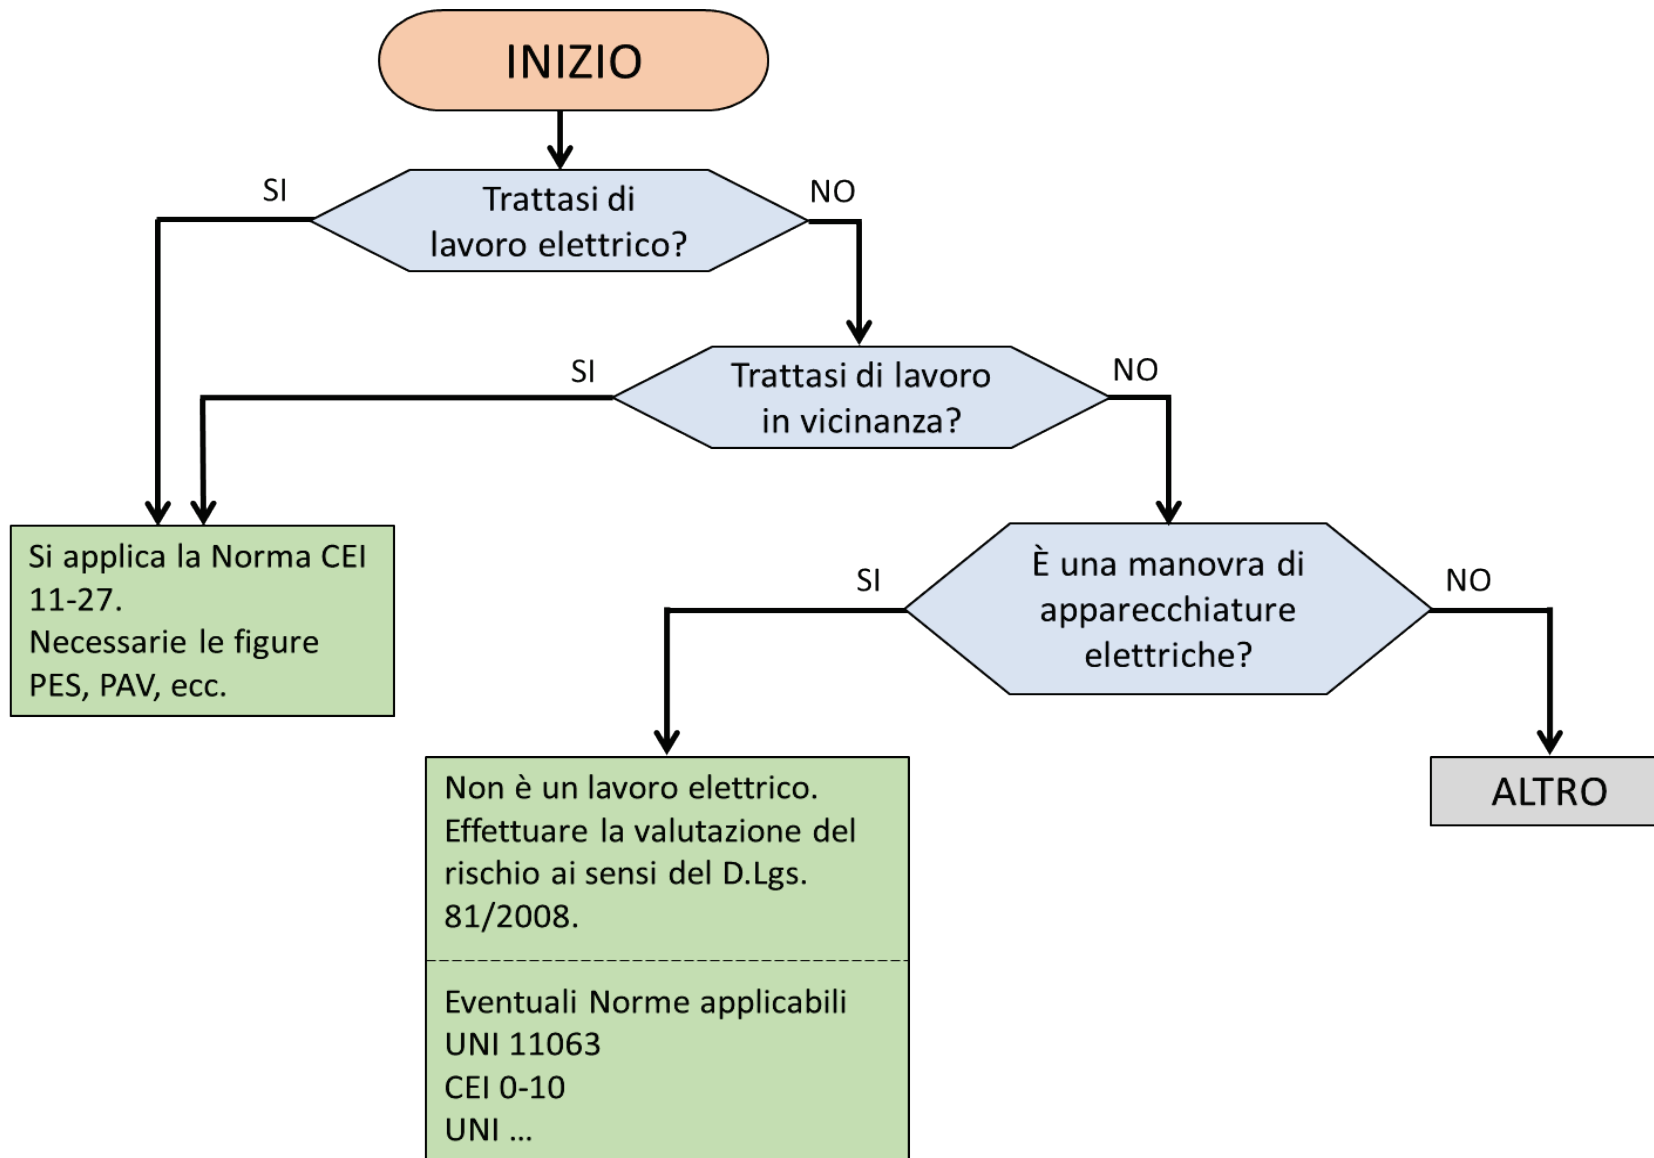 INIZIO
SI
Trattasi di
lavoro elettrico?
NO
SI
Trattasi di lavoro
in vicinanza?
NO
Si applica la Norma CEI
11-27.
Necessarie le figure
PES, PAV, ecc.
SI
È una manovra di
apparecchiature
elettriche?
NO
Non è un lavoro elettrico.
Effettuare la valutazione del
rischio ai sensi del D.Lgs.
81/2008.
Eventuali Norme applicabili
UNI 11063
CEI 0-10
UNI ...
ALTRO